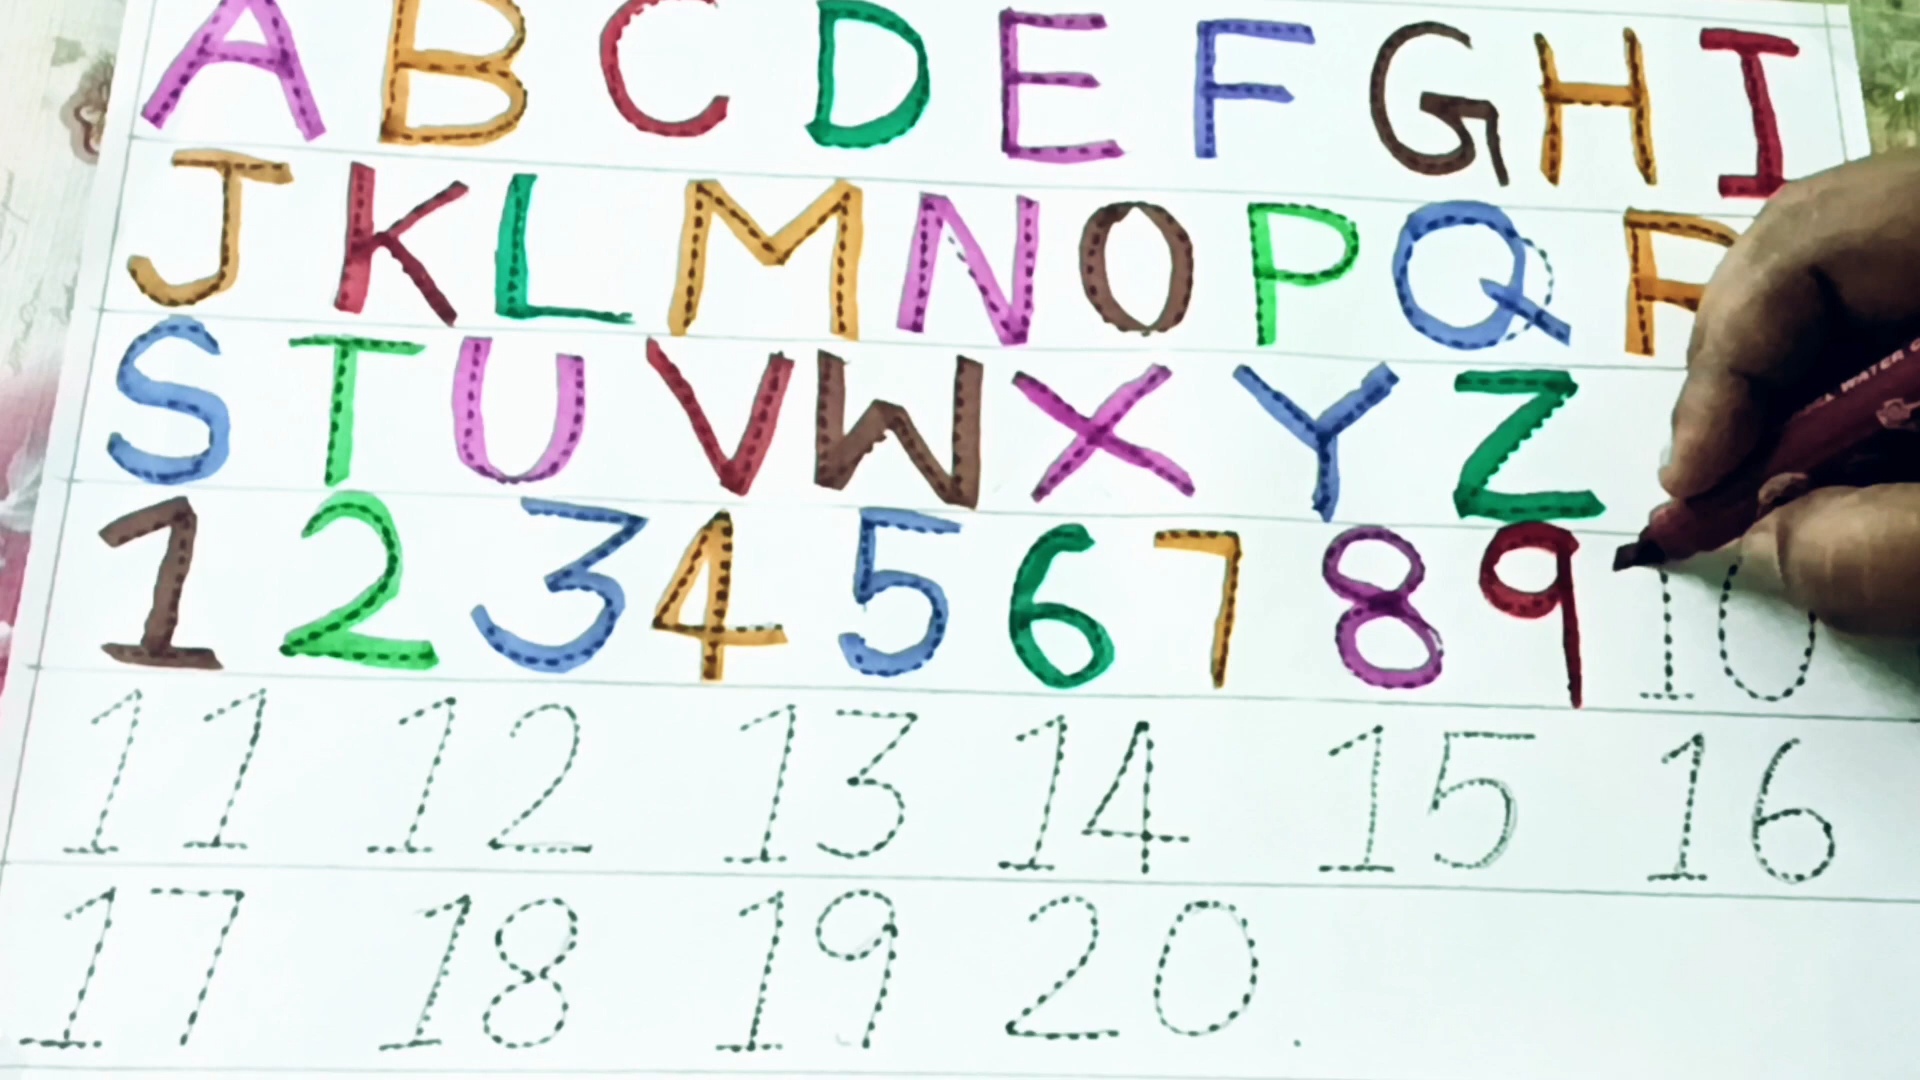 A B C D E F G H I
J K L M N O P Q R
S T U V W X Y Z
1 2 3 4 5 6 7 8 9 10
11 12 13 14 15 16
17 18 19 20.
WATER